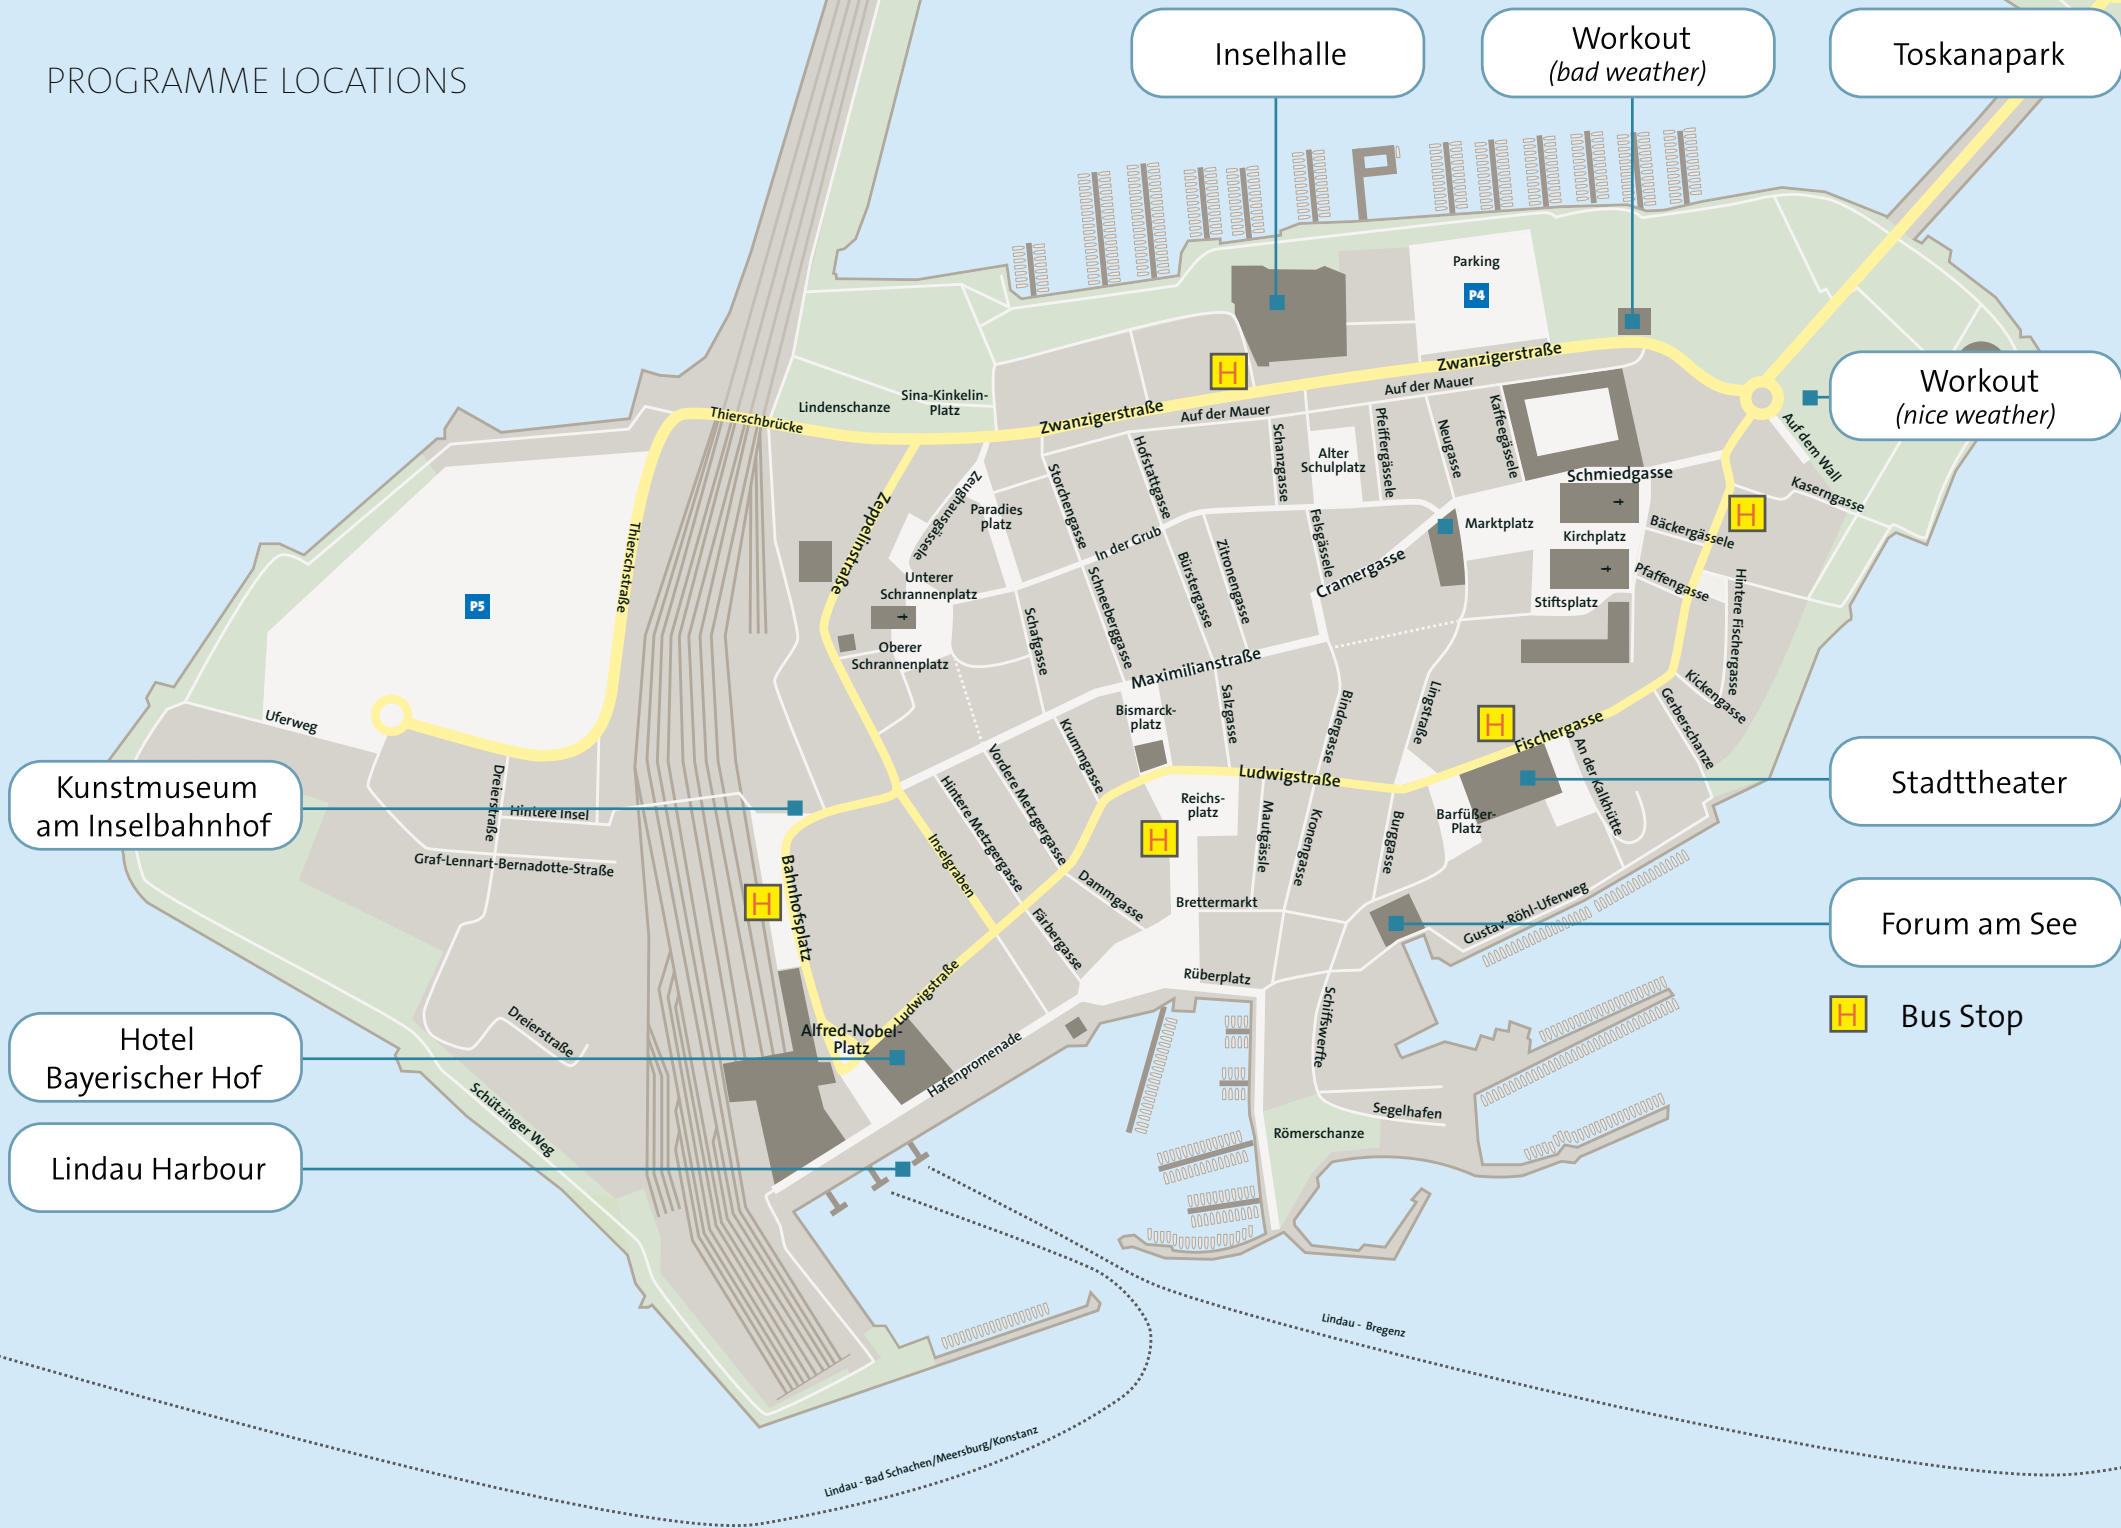 PROGRAMME LOCATIONS
Inselhalle
Workout
(bad weather)
Toskanapark
Parking
P4
Workout
(nice weather)
Lindenschanze
Sina-Kinkelin-
Platz
Thierschbrücke
Zwanzigerstraße
Zwanzigerstraße
H
Auf der Mauer
Auf der Mauer
Kaffeegässele
Pfeiffergässele
Neugasse
Schanzgasse
Alter
Schulplatz
Schmiedgasse
Auf dem Wall
Kaserngasse
H
Hofstattgasse
Storchengasse
Zeughausgässele
Paradies
platz
Zeppelinstraße
Thierschstraße
In der Grub
Felsgässele
Marktplatz
Kirchplatz
Bäckergässele
Pfaffengasse
Cramergasse
Zitronengasse
Bürstergasse
Schneeberggasse
Unterer
Schrannenplatz
P5
Stiftsplatz
Hintere Fischergasse
Schafgasse
Oberer
Schrannenplatz
Maximilianstraße
Kickengasse
Gerberschanze
Lingstraße
Bindergasse
Salzgasse
Bismarck-
platz
Krummgasse
H
Fischergasse
An der Kalkhütte
Uferweg
Vordere Metzgergasse
Hintere Metzgergasse
Ludwigstraße
Stadttheater
Kunstmuseum
am Inselbahnhof
Dreierstraße
Hintere Insel
Reichs-
platz
Mautgässle
Kronengasse
Burggasse
Barfüßer-
Platz
H
Graf-Lennart-Bernadotte-Straße
Inselgraben
Dammgasse
Brettermarkt
H
Bahnhofsplatz
Färbergasse
Gustav-Röhl-Uferweg
Forum am See
Rüberplatz
Ludwigstraße
Schiffswerfte
H
Bus Stop
Hotel
Bayerischer Hof
Dreierstraße
Alfred-Nobel-
Platz
Hafenpromenade
Schützinger Weg
Segelhafen
Römerschanze
Lindau Harbour
Lindau - Bregenz
Lindau - Bad Schachen/Meersburg/Konstanz